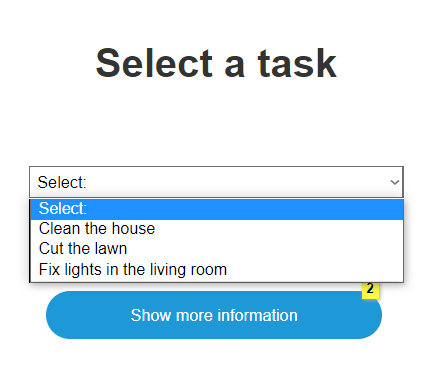 Select a task
Select:
Select:
Clean the house
Cut the lawn
Fix lights in the living room
2
Show more information